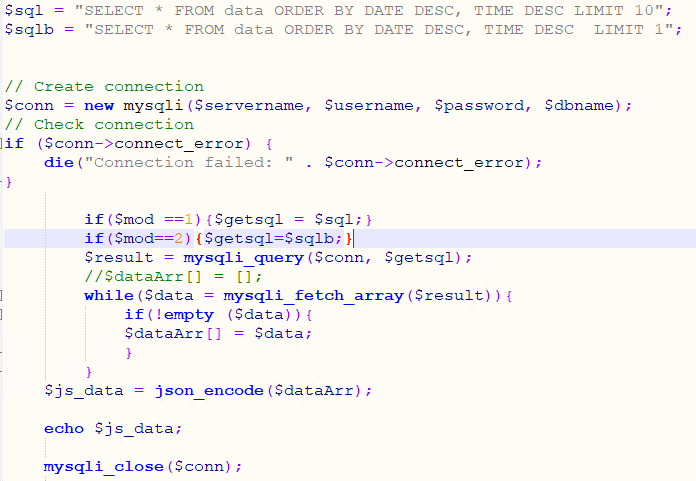 $sql = "SELECT * FROM data ORDER BY DATE DESC, TIME DESC LIMIT 10";
$sqlb = "SELECT * FROM data ORDER BY DATE DESC, TIME DESC  LIMIT 1";
// Create connection
$conn = new mysqli($servername, $username, $password, $dbname);
// Check connection
if ($conn->connect_error) {
    die("Connection failed: " . $conn->connect_error);
}
        if($mod ==1){$getsql = $sql;}
        if($mod==2){$getsql=$sqlb;}
        $result = mysqli_query($conn, $getsql);
        //$dataArr[] = [];
        while($data = mysqli_fetch_array($result)){
            if(!empty ($data)){
            $dataArr[] = $data;
            }
        }
    $js_data = json_encode($dataArr);
    echo $js_data;
    mysqli_close($conn);